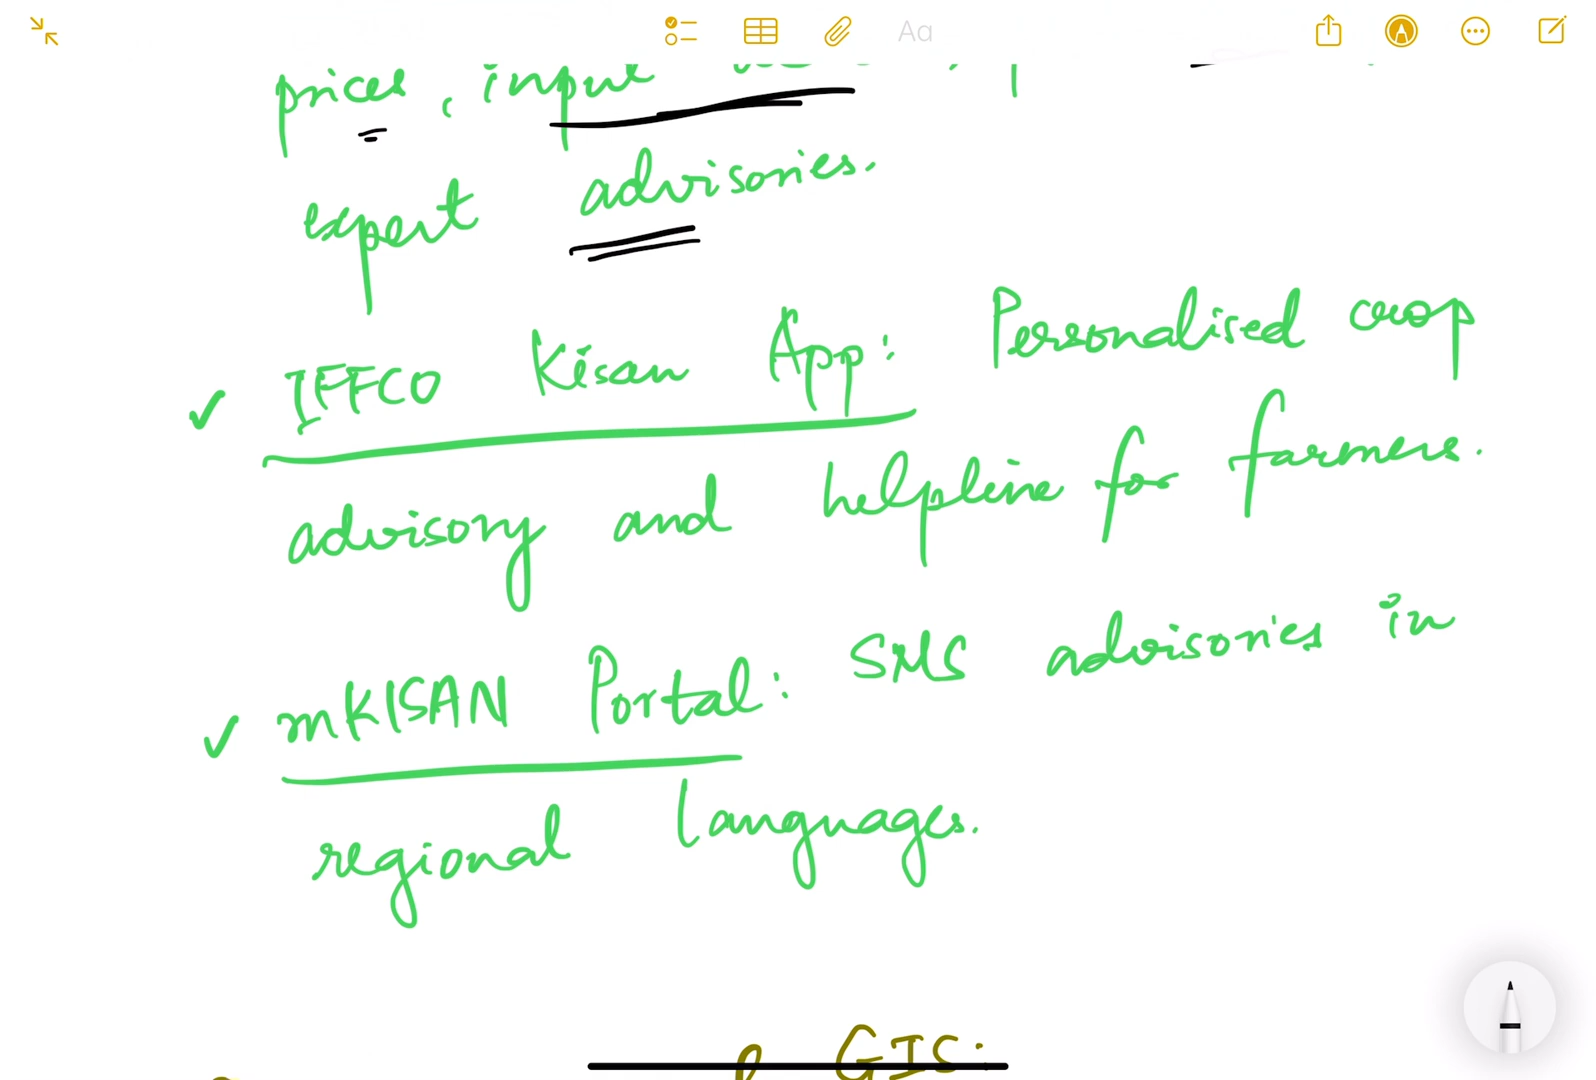 Aa
prices, input
expert advisories.
✓ IFFCO Kisan App: Personalised crop
advisory and helpline for farmers.
✓ mKISAN Portal: SMS advisories in
regional languages.
GIS: